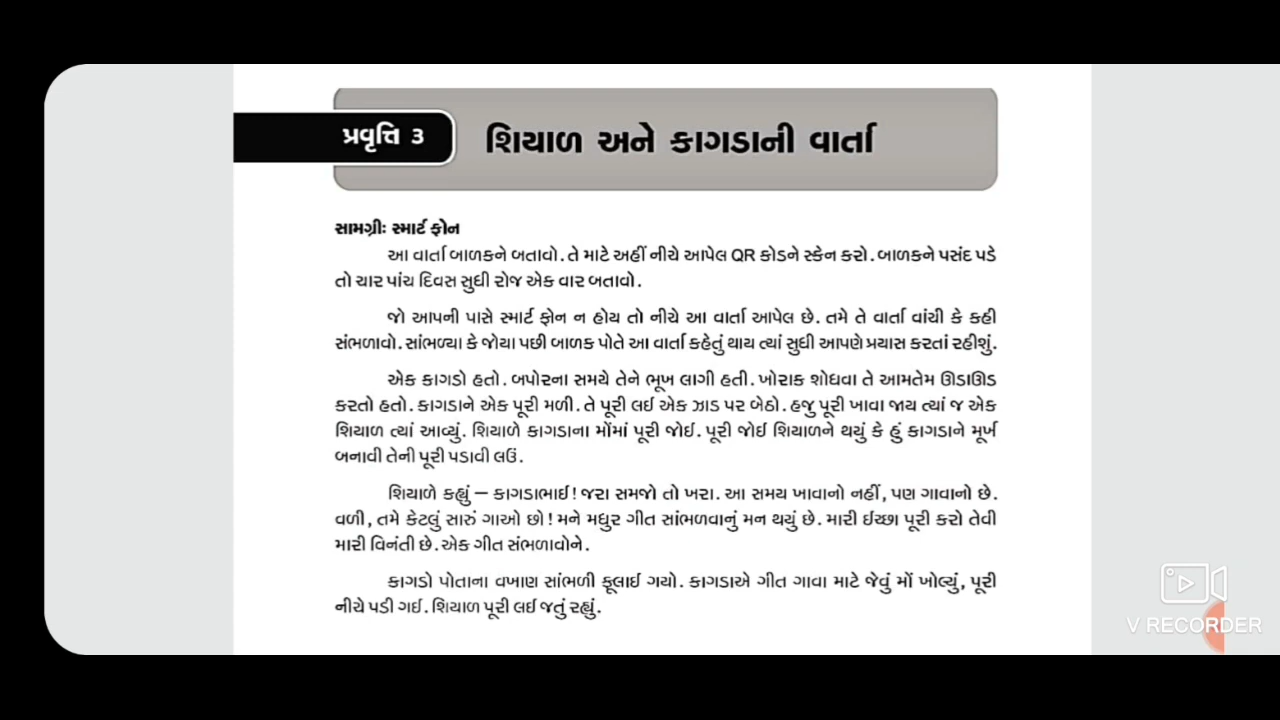 પ્રવૃત્તિ 3
શિયાળ અને કાગડાની વાર્તા
સામગ્રીઃ સ્માર્ટ ફોન
આ વાર્તા બાળકને બતાવો. તે માટે અહીં નીચે આપેલ QR કોડને સ્કેન કરો. બાળકને પસંદ પડે
તો ચાર પાંચ દિવસ સુધી રોજ એક વાર બતાવો.
જો આપની પાસે સ્માર્ટ ફોન ન હોય તો નીચે આ વાર્તા આપેલ છે. તમે તે વાર્તા વાંચી કે કહી
સંભળાવો. સાંભળ્યા કે જોયા પછી બાળક પોતે આ વાર્તા કહેતું થાય ત્યાં સુધી આપણે પ્રયાસ કરતાં રહીશું.
એક કાગડો હતો. બપોરના સમયે તેને ભૂખ લાગી હતી. ખોરાક શોધવા તે આમતેમ ઊડાઊડ
કરતો હતો. કાગડાને એક પૂરી મળી. તે પૂરી લઈ એક ઝાડ પર બેઠો. હજુ પૂરી ખાવા જાય ત્યાં જ એક
શિયાળ ત્યાં આવ્યું. શિયાળે કાગડાના મોંમાં પૂરી જોઈ. પૂરી જોઈ શિયાળને થયું કે હું કાગડાને મૂર્ખ
બનાવી તેની પૂરી પડાવી લઉં.
શિયાળે કહ્યું – કાગડાભાઈ! જરા સમજો તો ખરા. આ સમય ખાવાનો નહીં, પણ ગાવાનો છે.
વળી, તમે કેટલું સારું ગાઓ છો! મને મધુર ગીત સાંભળવાનું મન થયું છે. મારી ઈચ્છા પૂરી કરો તેવી
મારી વિનંતી છે. એક ગીત સંભળાવોને.
કાગડો પોતાના વખાણ સાંભળી ફૂલાઈ ગયો. કાગડાએ ગીત ગાવા માટે જેવું મોં ખોલ્યું, પૂરી
નીચે પડી ગઈ. શિયાળ પૂરી લઈ જતું રહ્યું.
V RECORDER